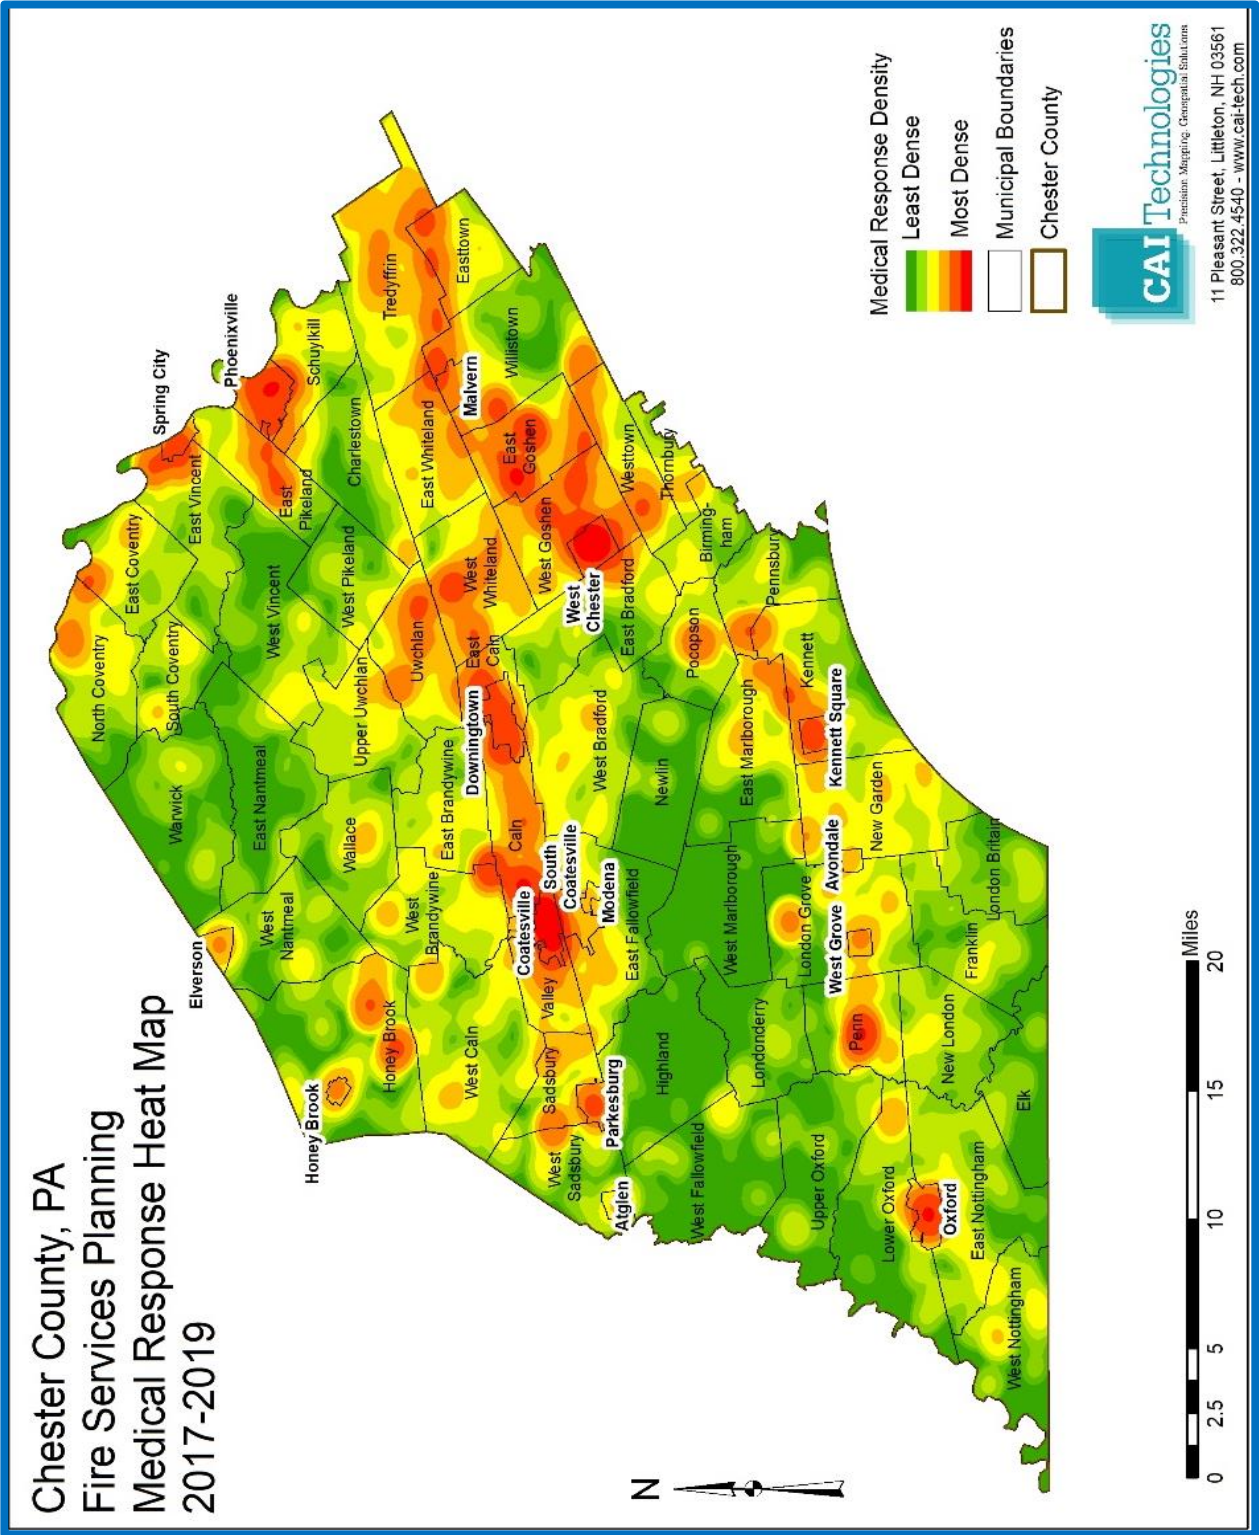 Chester County, PA
Fire Services Planning
Medical Response Heat Map
2017-2019
Elverson
Honey Brook
Spring City
Phoenixville
North Coventry
East Coventry
South Coventry
Warwick
East Vincent
East Nantmeal
West Vincent
West
Nantmeal
East
Pikeland
Schuylkill
Charlestown
West Pikeland
Upper Uwchlan
Wallace
Honey Brook
West
Brandywine
East Brandywine
Uwchlan
East Whiteland
Tredyffrin
Easttown
Malvern
Willistown
West Caln
Downingtown
East
Caln
West
Whiteland
West Goshen
East
Goshen
Caln
Coatesville
South
Coatesville
Valley
Modena
West Bradford
East Bradford
West
Chester
Westtown
Thornbury
Birming-
ham
Sadsbury
West
Sadsbury
Parkesburg
Atglen
East Fallowfield
Highland
Newlin
Pocopson
Pennsbury
West Fallowfield
Londonderry
West Marlborough
East Marlborough
Kennett
Kennett Square
Upper Oxford
London Grove
West Grove
Avondale
New Garden
Penn
Lower Oxford
Oxford
East Nottingham
West Nottingham
Elk
New London
Franklin
London Britain
N
0
2.5
5
10
15
20
Miles
Medical Response Density
Least Dense
Most Dense
Municipal Boundaries
Chester County
CAI Technologies
Precision Mapping. Geospatial Solutions
11 Pleasant Street, Littleton, NH 03561
800.322.4540 - www.cai-tech.com